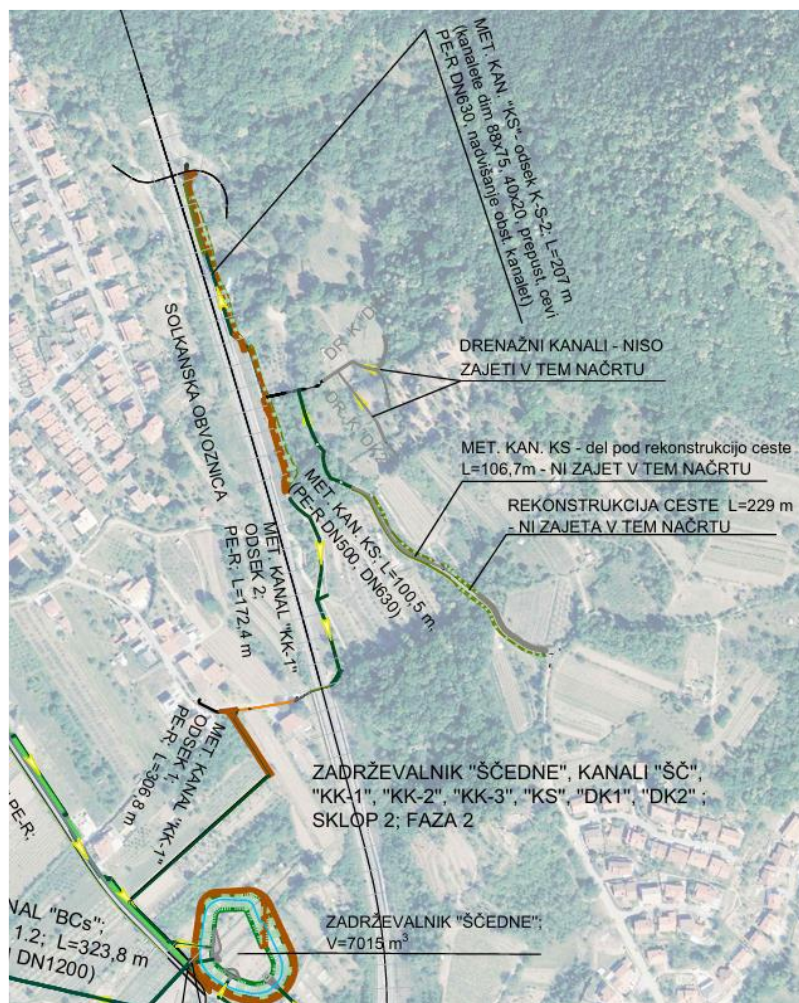 MET. KAN. "KS"- odsek K-S-2; L=207 m
(kanalete dim 88x75, 40x20, prepust, cevi
PE-R DN630, nadvišanje obst. kanalet)
SOLKANSKA OBVOZNICA
DR. K "DK1"
DR. K "DK2"
DRENAŽNI KANALI - NISO
ZAJETI V TEM NAČRTU
MET. KAN. KS - del pod rekonstrukcijo ceste
L=106,7m - NI ZAJET V TEM NAČRTU
REKONSTRUKCIJA CESTE L=229 m
- NI ZAJETA V TEM NAČRTU
MET. KAN. KS; L=100,5 m,
(PE-R DN500, DN630)
MET. KANAL "KK-1"
ODSEK 2;
PE-R; L=172,4 m
MET. KANAL "KK-1"
ODSEK 1;
PE-R; L=306,8 m
ZADRŽEVALNIK "ŠČEDNE", KANALI "ŠČ",
"KK-1", "KK-2", "KK-3", "KS", "DK1", "DK2" ;
SKLOP 2; FAZA 2
PE-R;
NAL "BCs";
1.2; L=323,8 m
DN1200)
ZADRŽEVALNIK "ŠČEDNE";
V=7015 m³